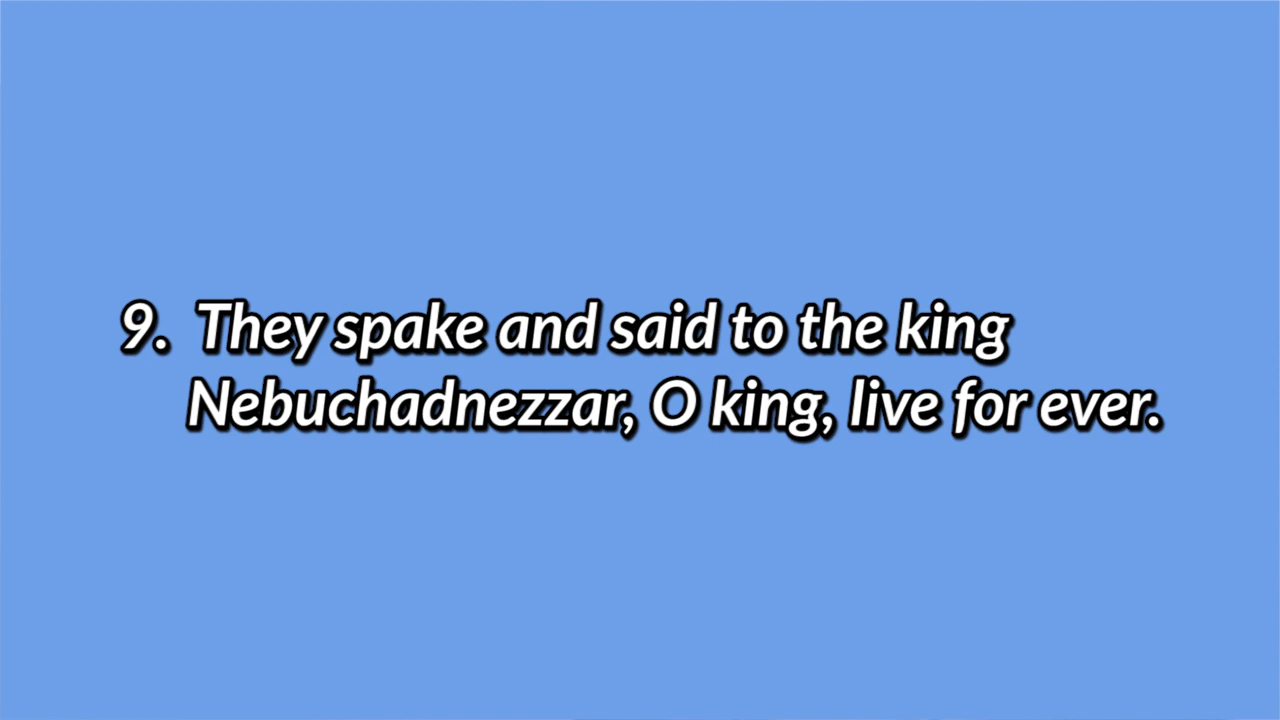 9. They spake and said to the king
Nebuchadnezzar, O king, live for ever.